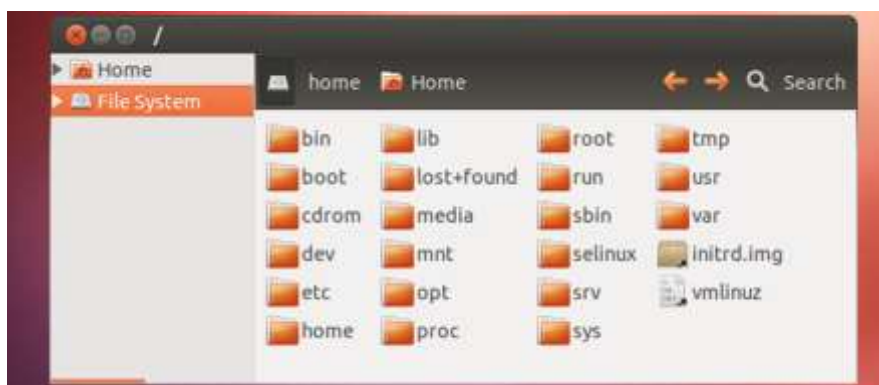 /
Home
File System
home Home Search
bin lib root tmp
boot lost+found run usr
cdrom media sbin var
dev mnt selinux initrd.img
etc opt srv vmlinuz
home proc sys